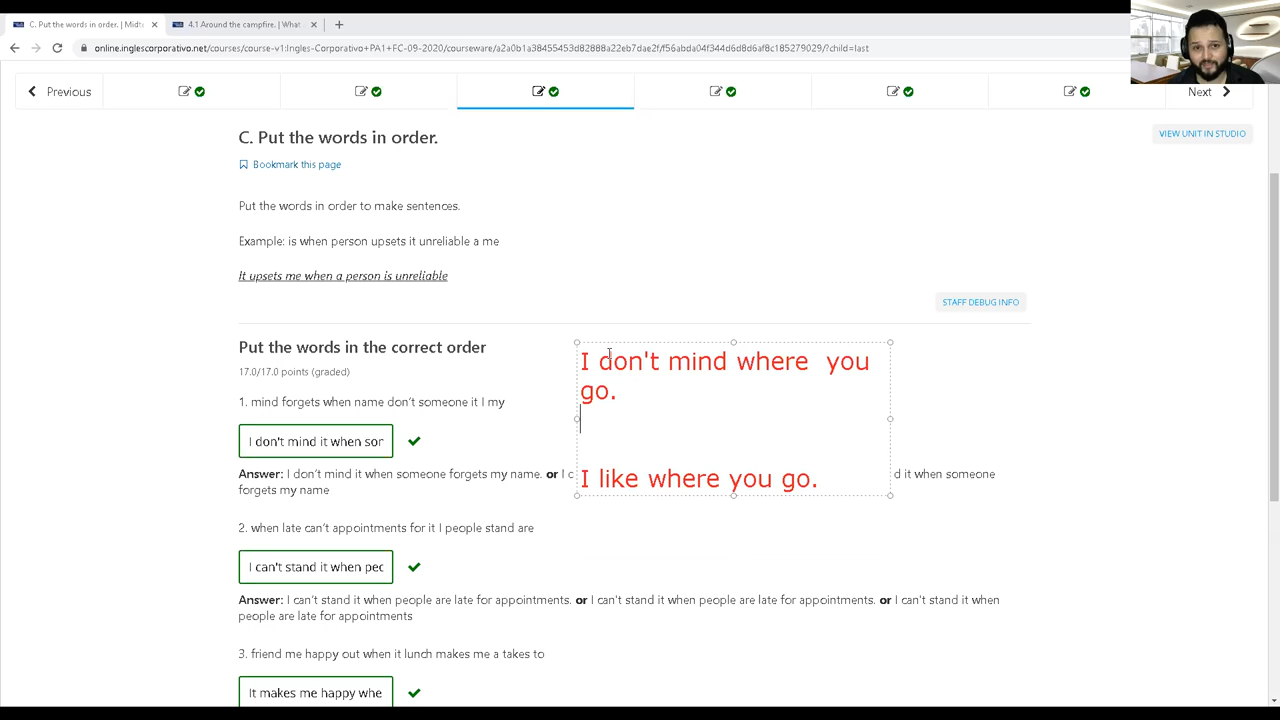 C. Put the words in order. | Midt
4.1 Around the campfire. | What
online.inglescorporativo.net/courses/course-v1:Ingles-Corporativo+PA1+FC-09-2020/courseware/a2a0b1a38455453d82888a22eb7dae2f/f56abda04f344d6d8d6af8c185279029/?child=last
Previous
Next
C. Put the words in order.
VIEW UNIT IN STUDIO
Bookmark this page
Put the words in order to make sentences.
Example: is when person upsets it unreliable a me
It upsets me when a person is unreliable
STAFF DEBUG INFO
Put the words in the correct order
17.0/17.0 points (graded)
I don't mind where you
go.
I like where you go.
1. mind forgets when name don't someone it I my
I don't mind it when sor
Answer: I don't mind it when someone forgets my name. or I c
d it when someone
forgets my name
2. when late can't appointments for it I people stand are
I can't stand it when pec
Answer: I can't stand it when people are late for appointments. or I can't stand it when people are late for appointments. or I can't stand it when
people are late for appointments
3. friend me happy out when it lunch makes me a takes to
It makes me happy whe